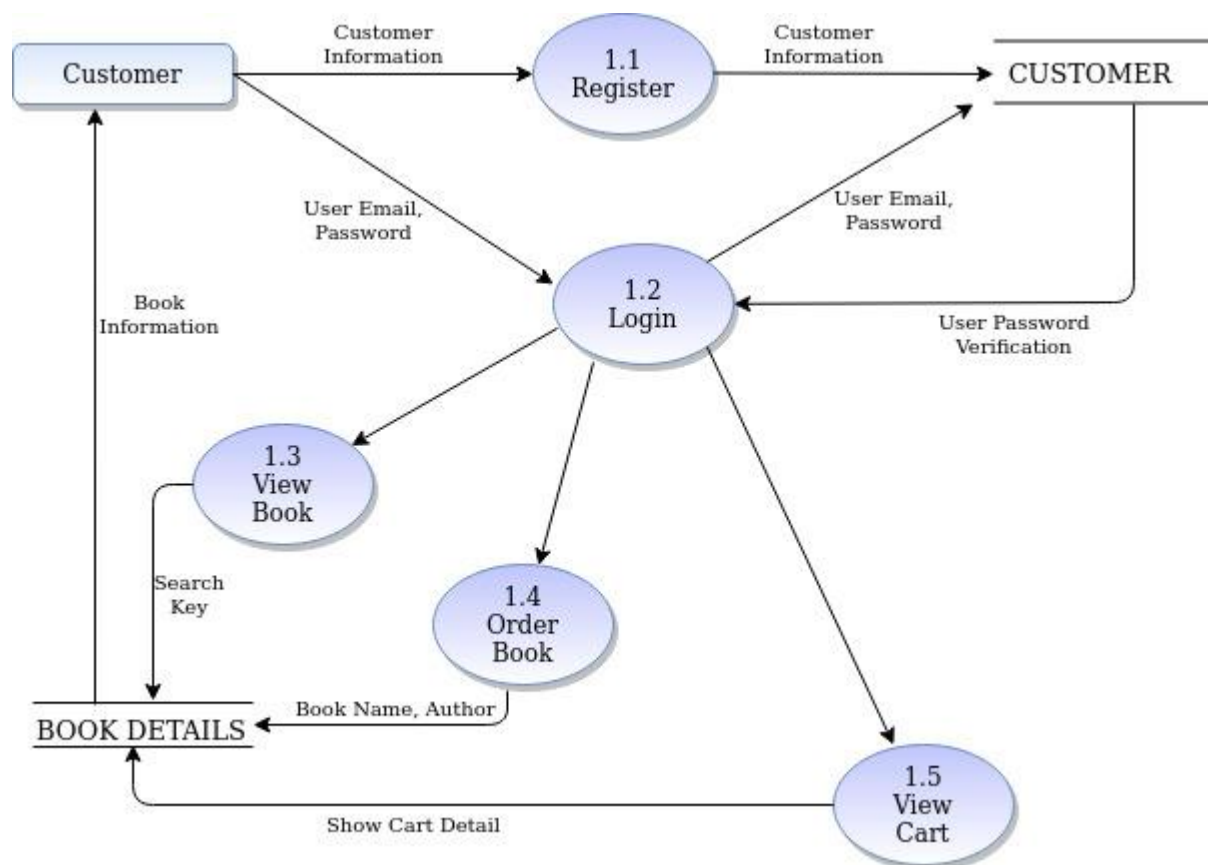 Customer
Customer
Information
1.1
Register
Customer
Information
CUSTOMER
User Email,
Password
User Email,
Password
1.2
Login
User Password
Verification
Book
Information
1.3
View
Book
Search
Key
1.4
Order
Book
Book Name, Author
BOOK DETAILS
1.5
View
Cart
Show Cart Detail